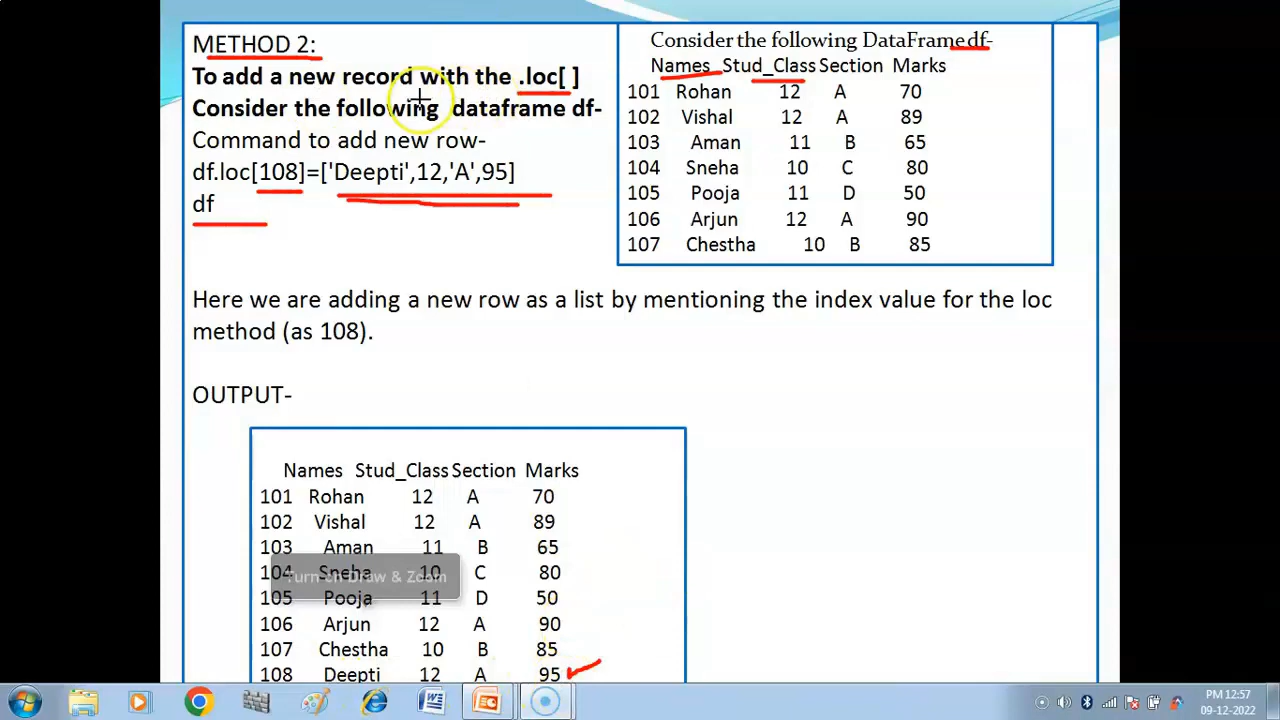 METHOD 2:
To add a new record with the .loc[ ]
Consider the following dataframe df-
Command to add new row-
df.loc[108]=['Deepti',12,'A',95]
df
Consider the following DataFrame df-
Names Stud_Class Section Marks
101 Rohan 12 A 70
102 Vishal 12 A 89
103 Aman 11 B 65
104 Sneha 10 C 80
105 Pooja 11 D 50
106 Arjun 12 A 90
107 Chestha 10 B 85
Here we are adding a new row as a list by mentioning the index value for the loc
method (as 108).
OUTPUT-
Names Stud_Class Section Marks
101 Rohan 12 A 70
102 Vishal 12 A 89
103 Aman 11 B 65
104 Sneha 10 C 80
Turn on Draw & Zoom
105 Pooja 11 D 50
106 Arjun 12 A 90
107 Chestha 10 B 85
108 Deepti 12 A 95
PM 12:57
09-12-2022